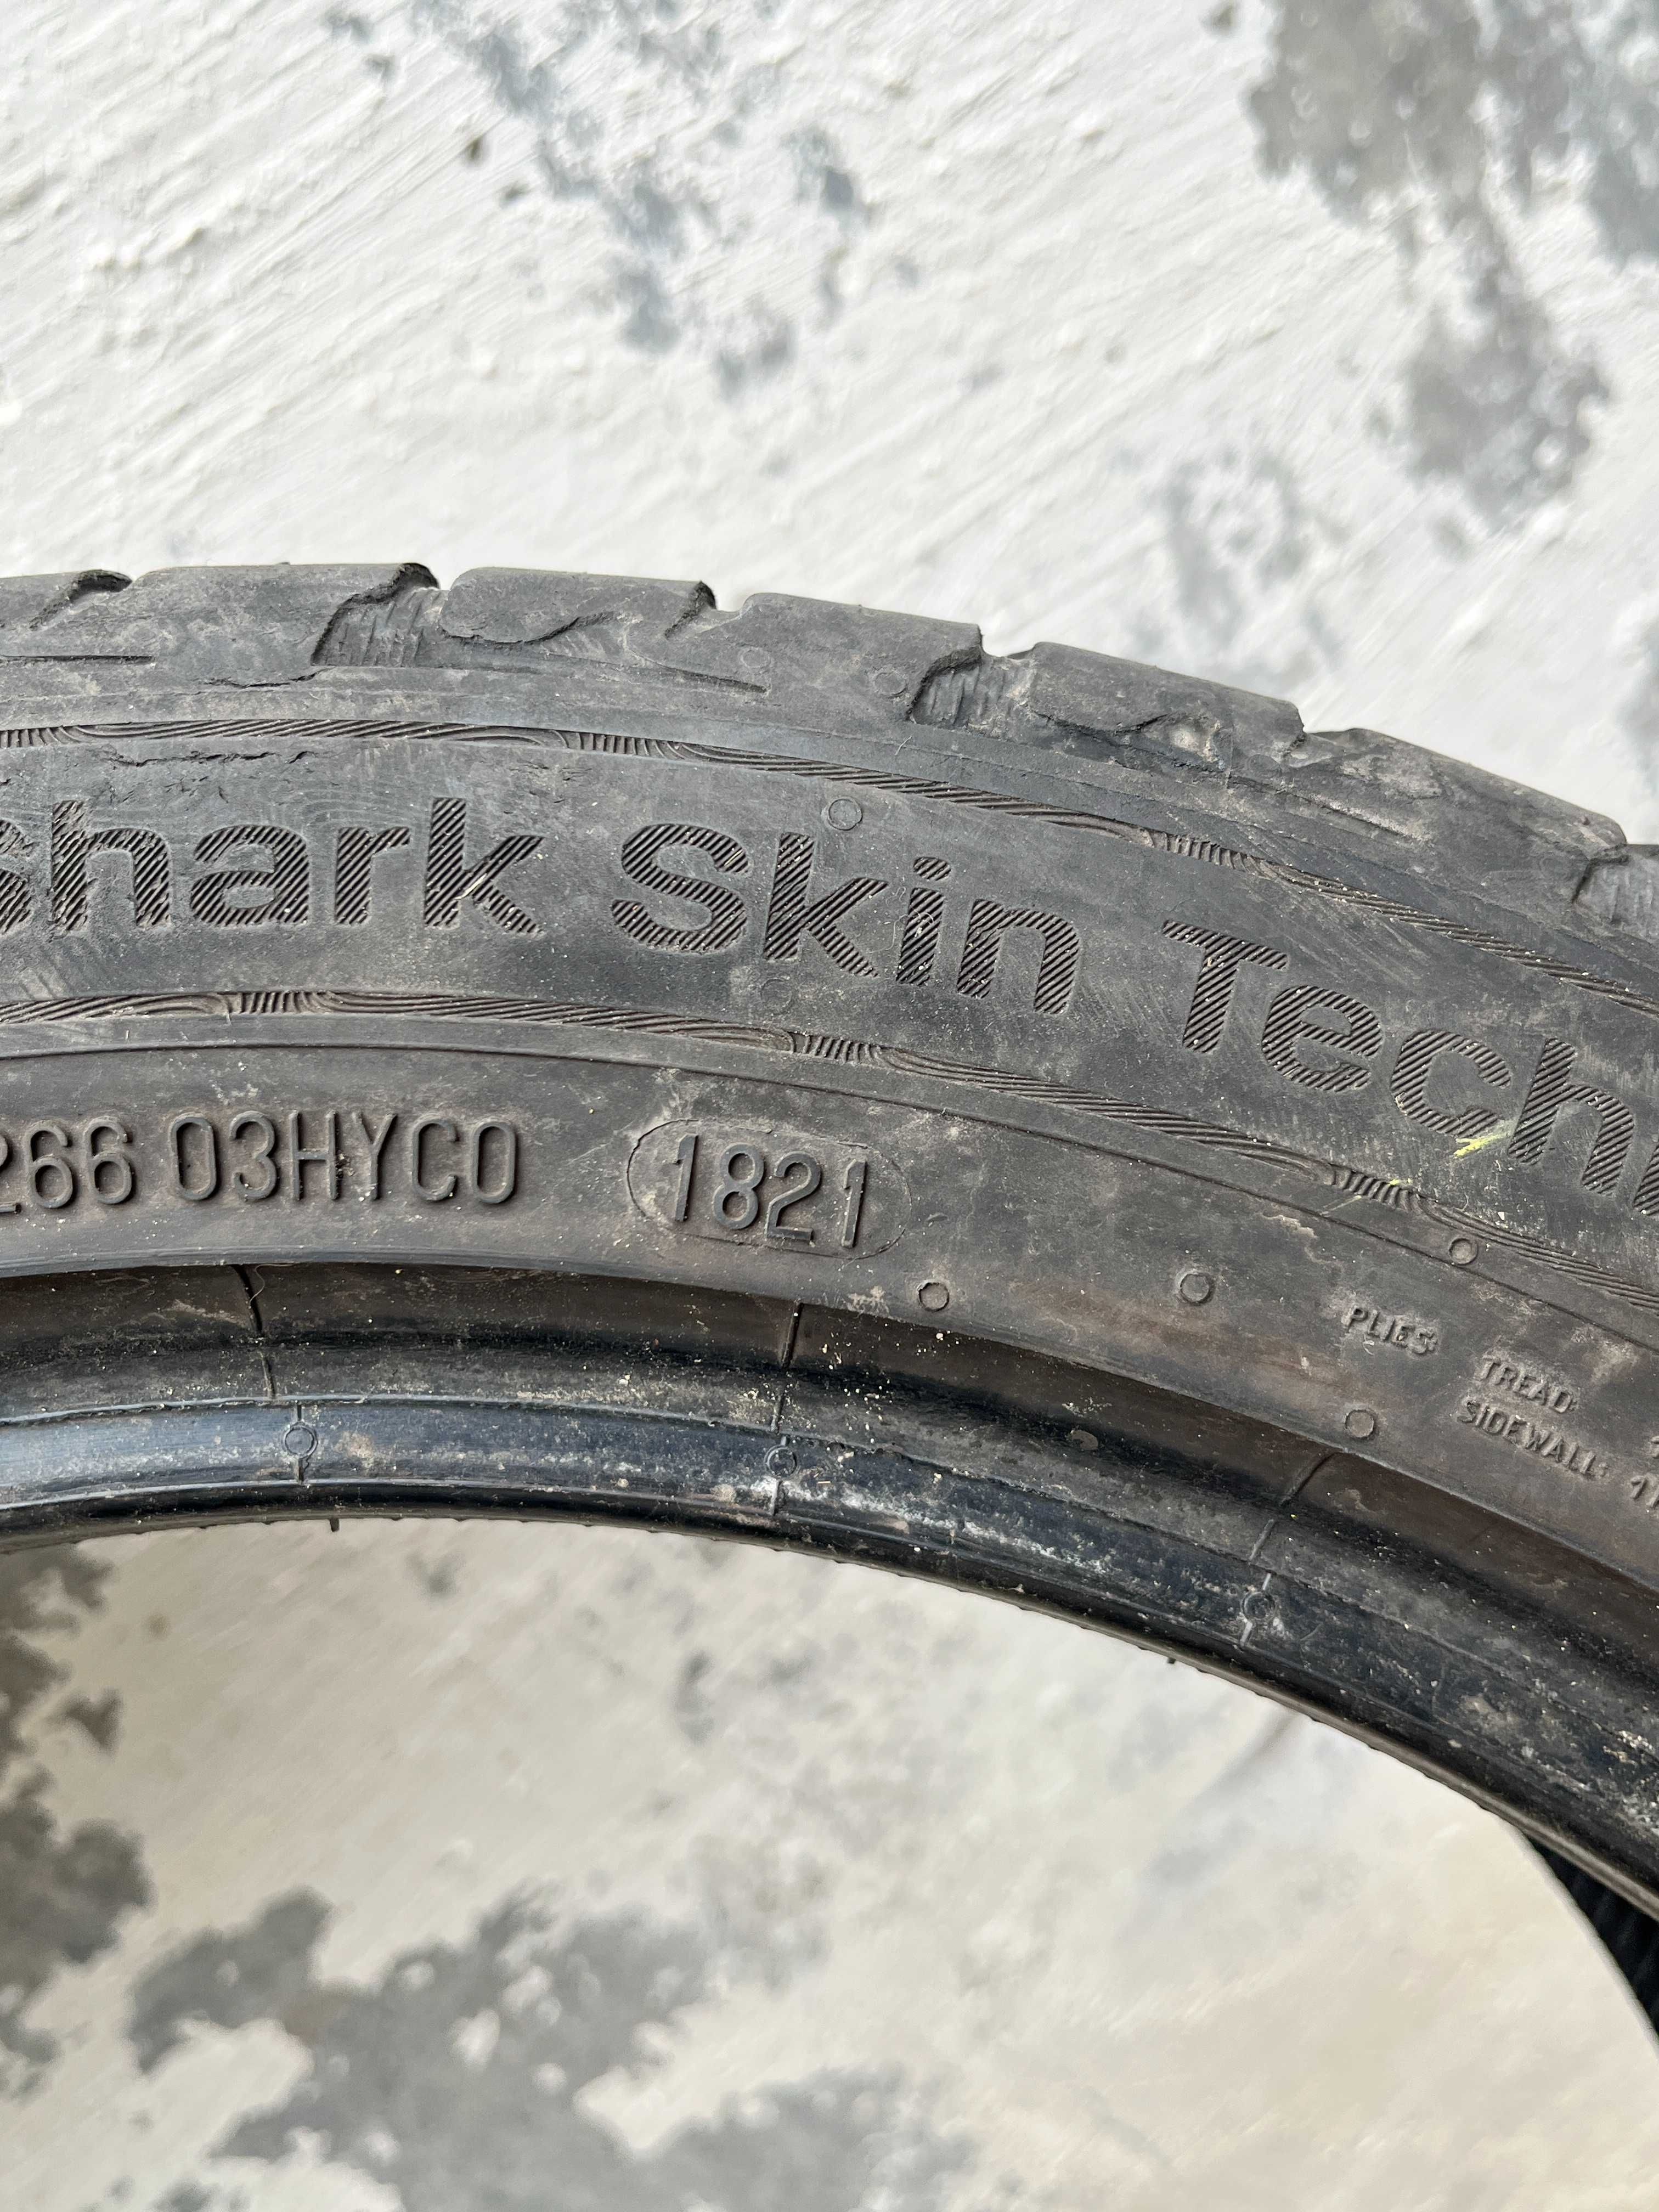 Shark Skin Tech
266 03HYC0 1821
PLIES:
TREAD:
SIDEWALL: